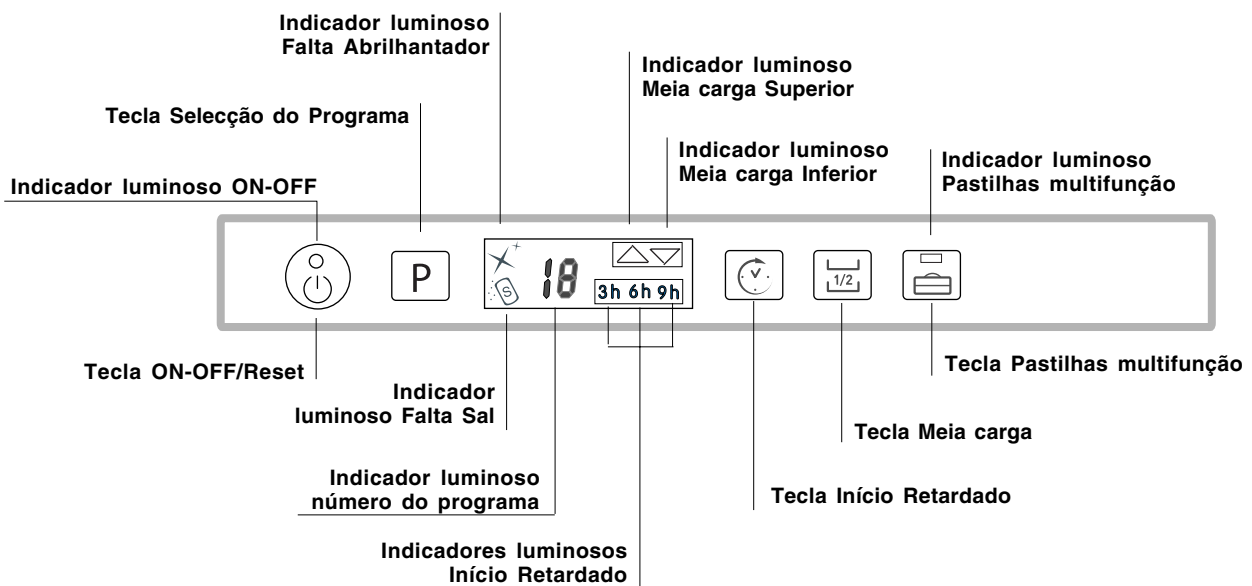 Indicador luminoso
Falta Abrilhantador
Indicador luminoso
Meia carga Superior
Tecla Selecção do Programa
Indicador luminoso
Meia carga Inferior
Indicador luminoso
Pastilhas multifunção
Indicador luminoso ON-OFF
P
S
18
3h 6h 9h
1/2
Tecla ON-OFF/Reset
Indicador
luminoso Falta Sal
Tecla Pastilhas multifunção
Tecla Meia carga
Indicador luminoso
número do programa
Tecla Início Retardado
Indicadores luminosos
Início Retardado